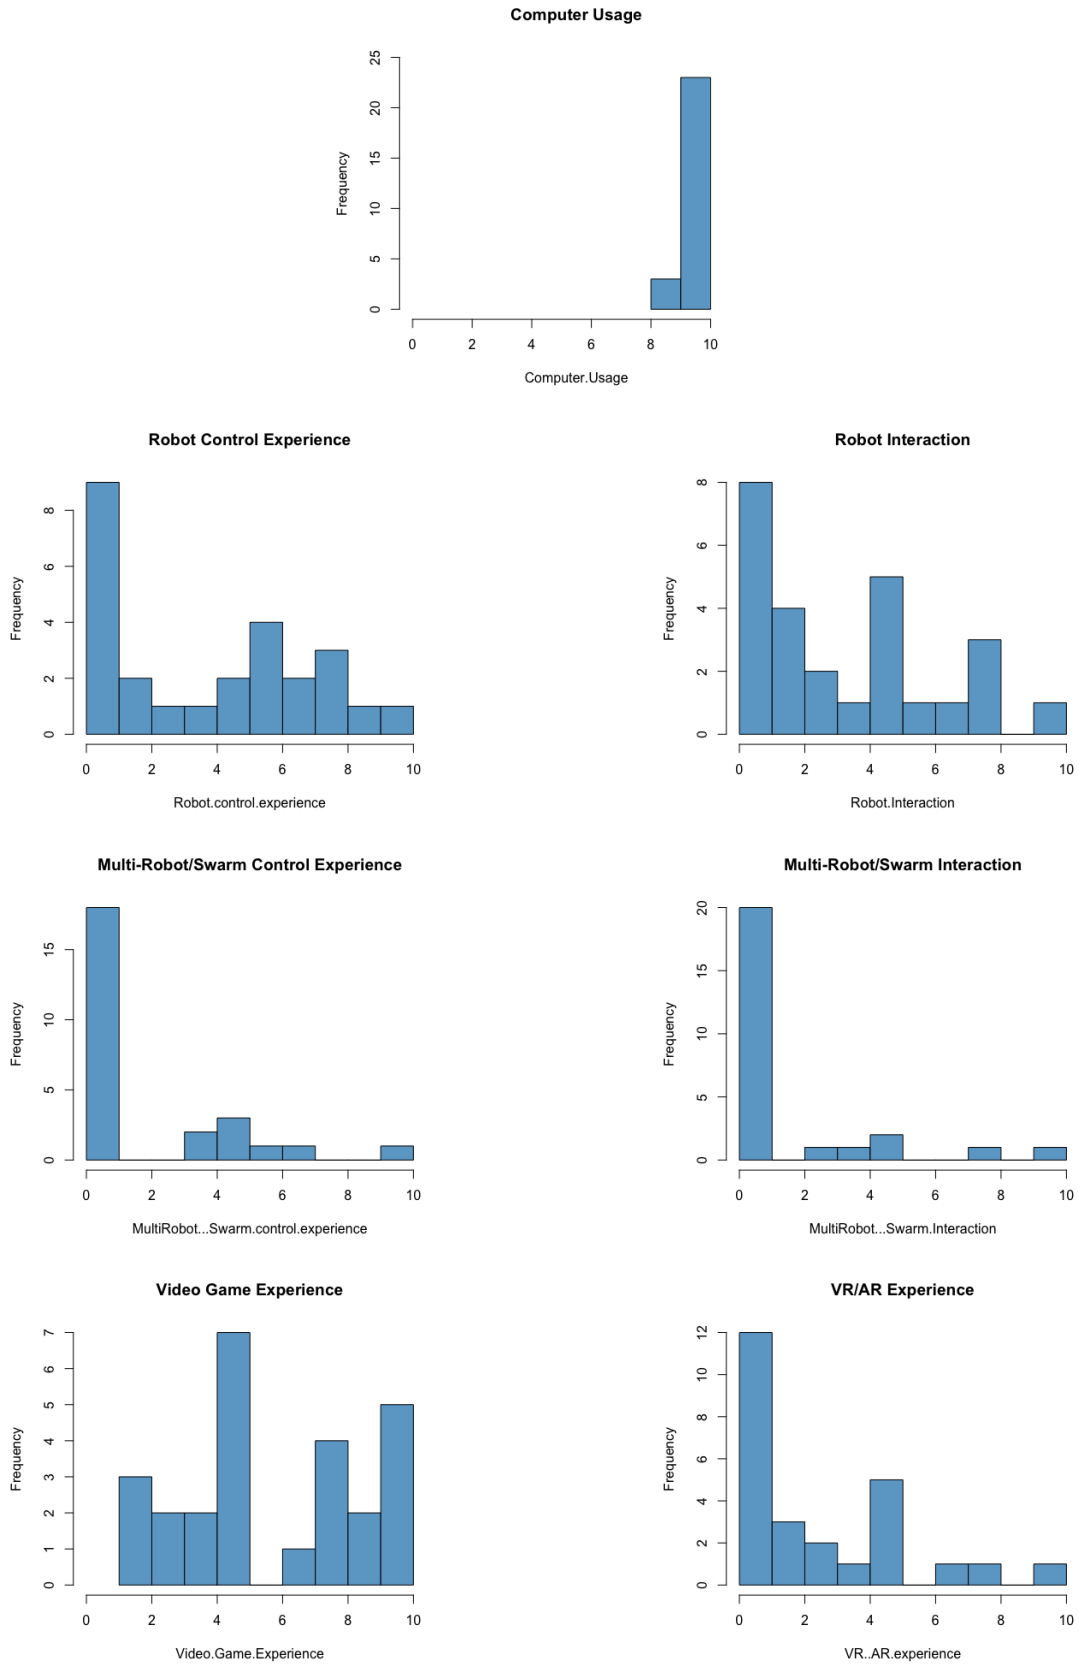 Computer Usage
Frequency
0 5 10 15 20 25
0 2 4 6 8 10
Computer.Usage
Robot Control Experience
Frequency
0 2 4 6 8
0 2 4 6 8 10
Robot.control.experience
Robot Interaction
Frequency
0 2 4 6 8
0 2 4 6 8 10
Robot.Interaction
Multi-Robot/Swarm Control Experience
Frequency
0 5 10 15
0 2 4 6 8 10
MultiRobot...Swarm.control.experience
Multi-Robot/Swarm Interaction
Frequency
0 5 10 15 20
0 2 4 6 8 10
MultiRobot...Swarm.Interaction
Video Game Experience
Frequency
0 1 2 3 4 5 6 7
0 2 4 6 8 10
Video.Game.Experience
VR/AR Experience
Frequency
0 2 4 6 8 10 12
0 2 4 6 8 10
VR..AR.experience